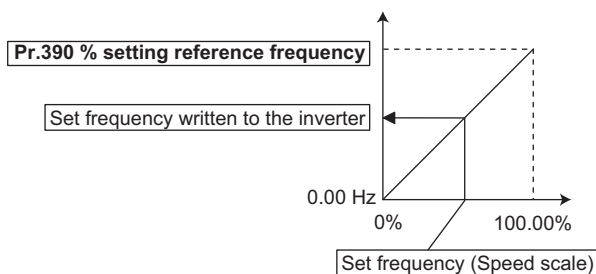 Pr.390 % setting reference frequency
Set frequency written to the inverter
0.00 Hz
0%
100.00%
Set frequency (Speed scale)